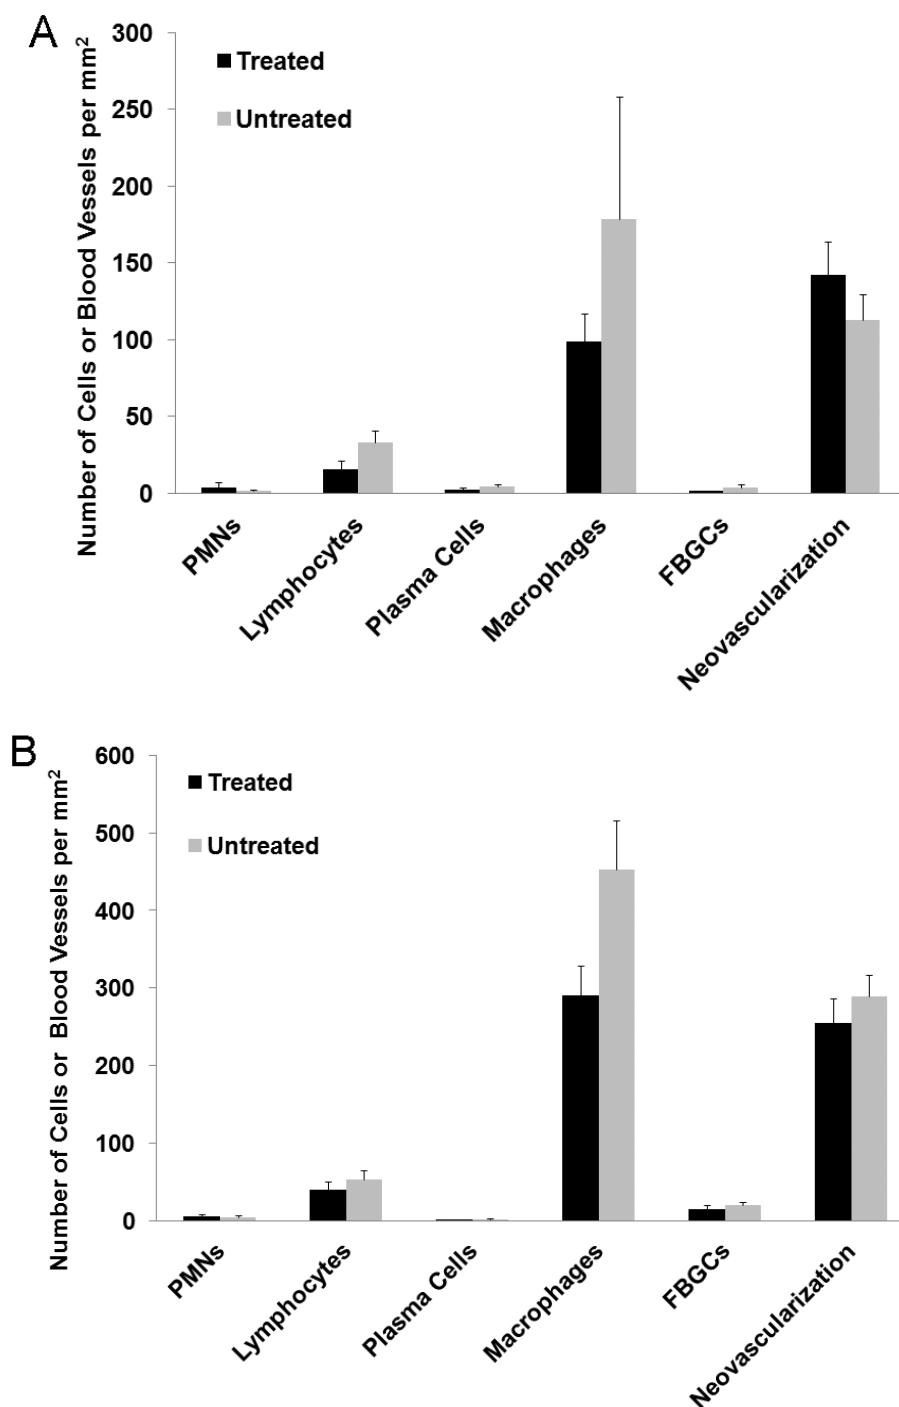 A
Number of Cells or Blood Vessels per mm²
300
250
200
150
100
50
0
Treated
Untreated
PMNs
Lymphocytes
Plasma Cells
Macrophages
FBGCs
Neovascularization
B
Number of Cells or Blood Vessels per mm²
600
500
400
300
200
100
0
Treated
Untreated
PMNs
Lymphocytes
Plasma Cells
Macrophages
FBGCs
Neovascularization